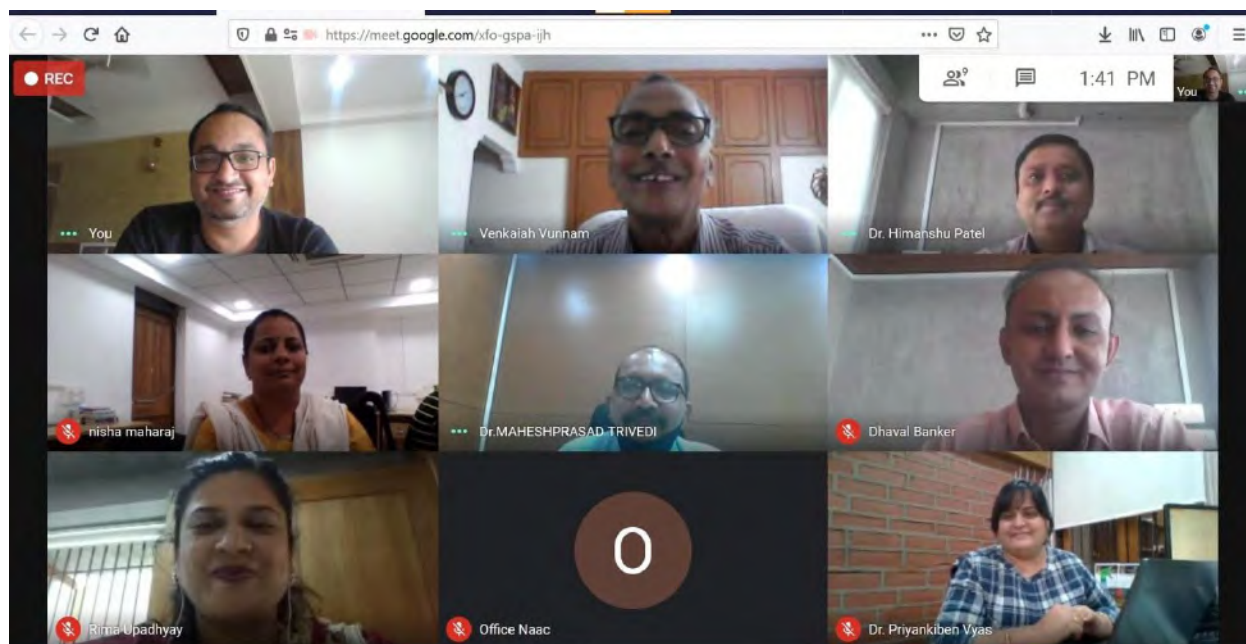 https://meet.google.com/xfo-gspa-ijh
REC
1:41 PM
You
You
Venkaiah Vunnam
Dr. Himanshu Patel
nisha maharaj
Dr.MAHESHPRASAD TRIVEDI
Dhaval Banker
O
Rima Upadhyay
Office Naac
Dr. Priyankiben Vyas